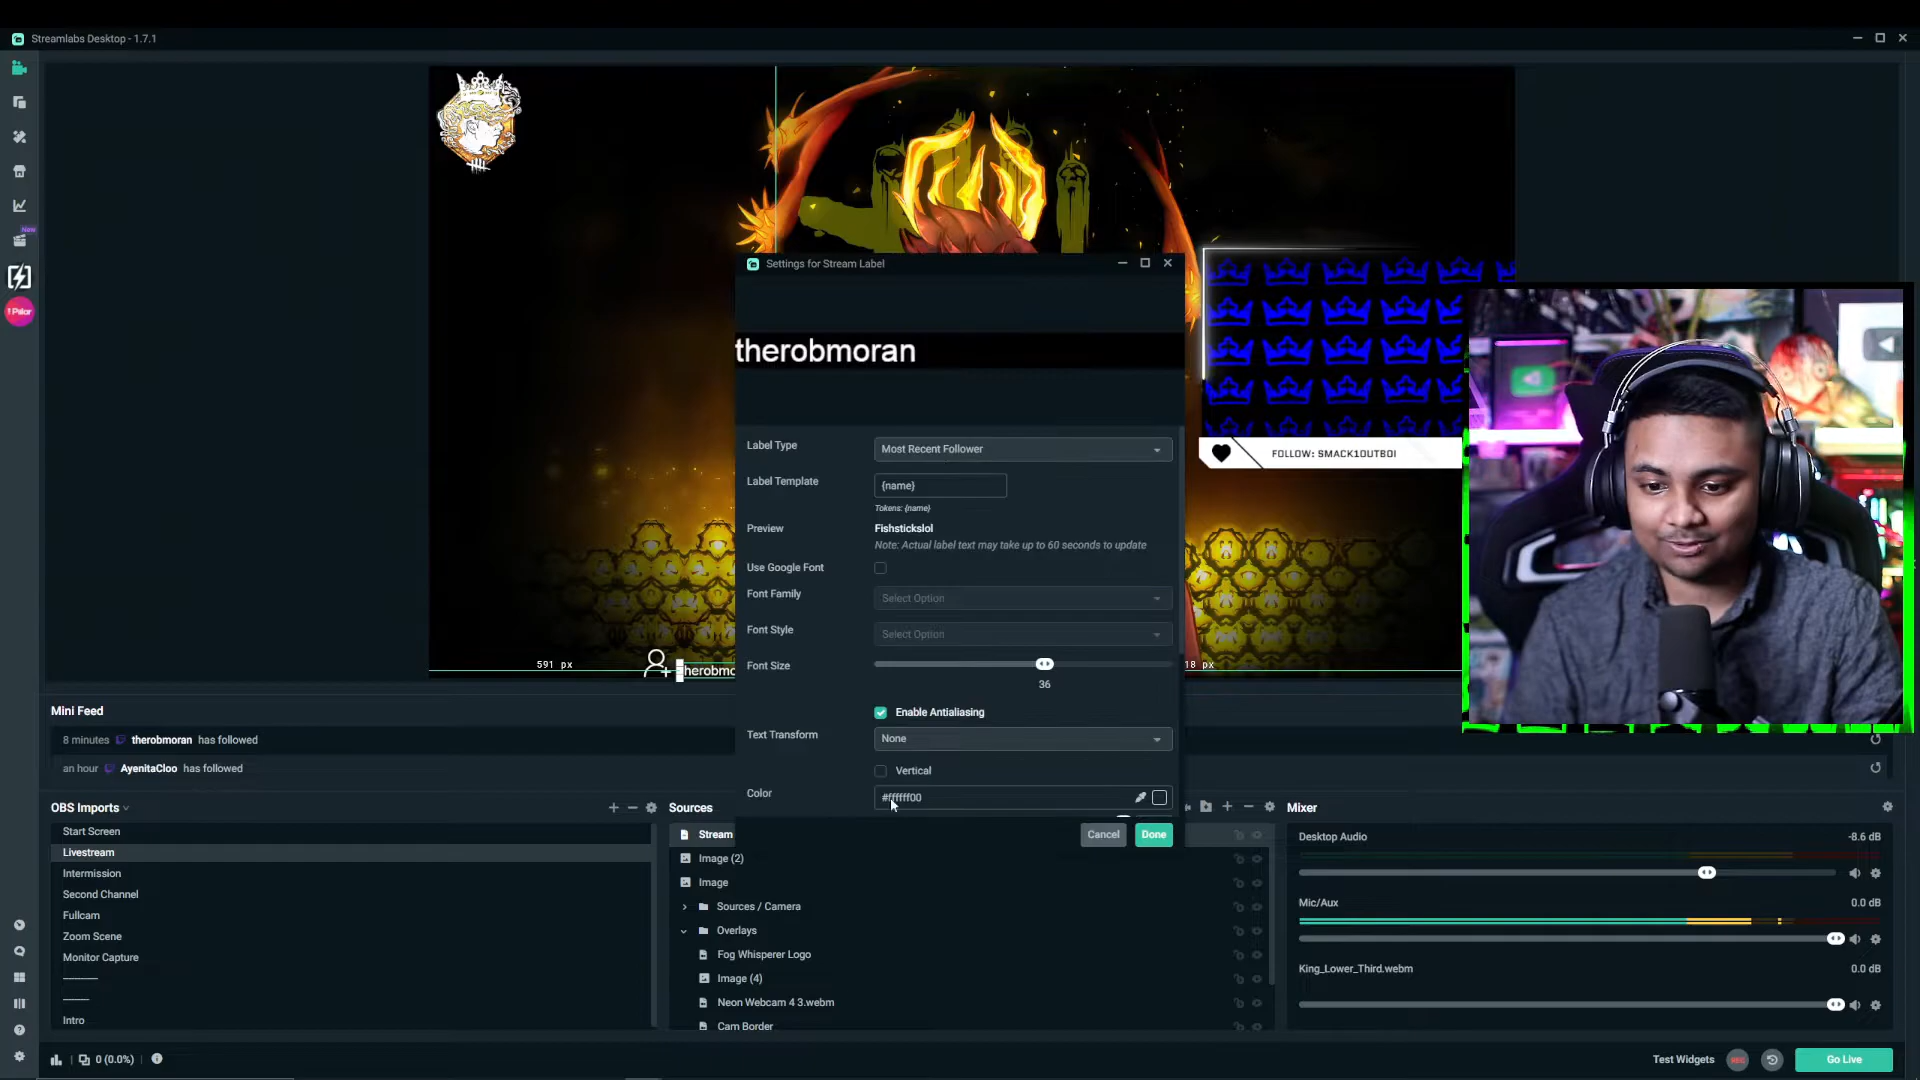 Streamlabs Desktop - 1.7.1
New
Pillar
Settings for Stream Label
therobmoran
Label Type
Most Recent Follower
Label Template
{name}
Tokens: {name}
Preview
Fishstickslol
Note: Actual label text may take up to 60 seconds to update
Use Google Font
Font Family
Select Option
Font Style
Select Option
Font Size
36
Enable Antialiasing
Text Transform
None
Vertical
Color
#ffffff00
Cancel
Done
FOLLOW: SMACK1OUTBOI
591 px
herobmo
18 px
Mini Feed
8 minutes therobmoran has followed
an hour AyenitaCloo has followed
OBS Imports
Start Screen
Livestream
Intermission
Second Channel
Fullcam
Zoom Scene
Monitor Capture
Intro
Sources
Stream
Image (2)
Image
Sources / Camera
Overlays
Fog Whisperer Logo
Image (4)
Neon Webcam 4 3.webm
Cam Border
Mixer
Desktop Audio
-8.6 dB
Mic/Aux
0.0 dB
King_Lower_Third.webm
0.0 dB
0 (0.0%)
Test Widgets
REC
Go Live